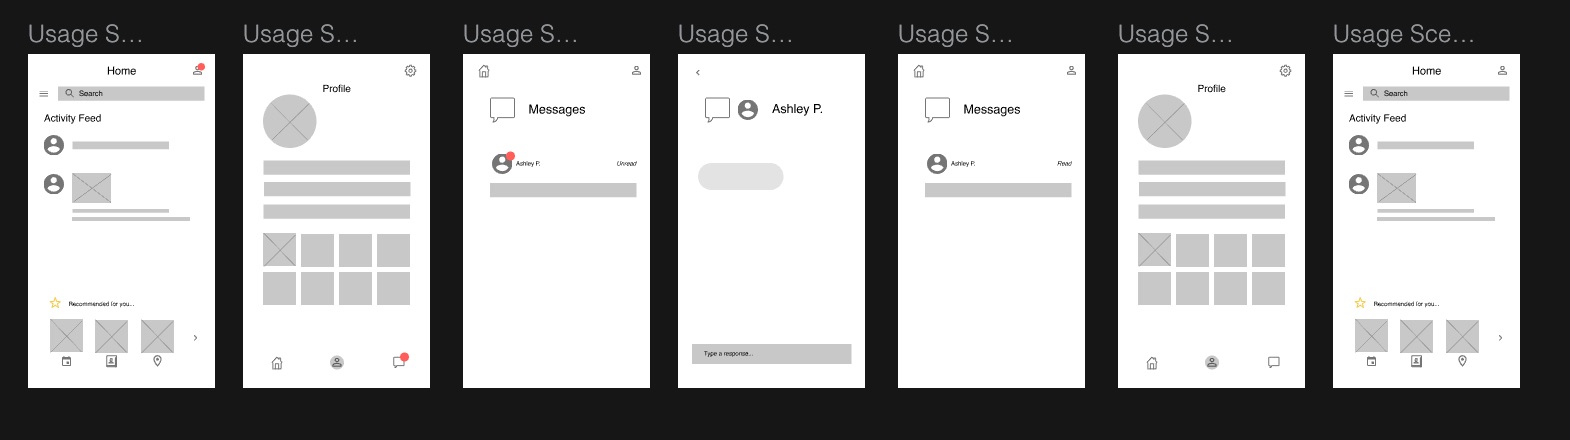 Usage S...
Home
Search
Activity Feed
Recommended for you...
Usage S...
Profile
Usage S...
Messages
Ashley P.
Unread
Usage S...
Ashley P.
Type a response...
Usage S...
Messages
Ashley P.
Read
Usage S...
Profile
Usage Sce...
Home
Search
Activity Feed
Recommended for you...